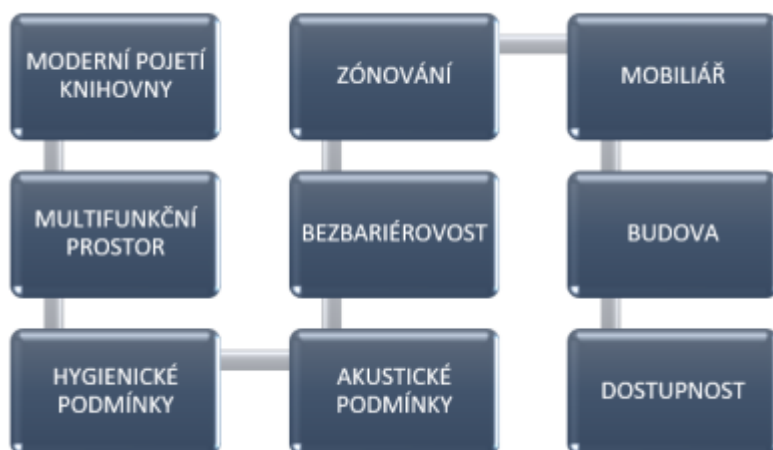 MODERNÍ POJETÍ
KNIHOVNY
MULTIFUNKČNÍ
PROSTOR
HYGIENICKÉ
PODMÍNKY
AKUSTICKÉ
PODMÍNKY
BEZBARIÉROVOST
ZÓNOVÁNÍ
MOBILIÁŘ
BUDOVA
DOSTUPNOST